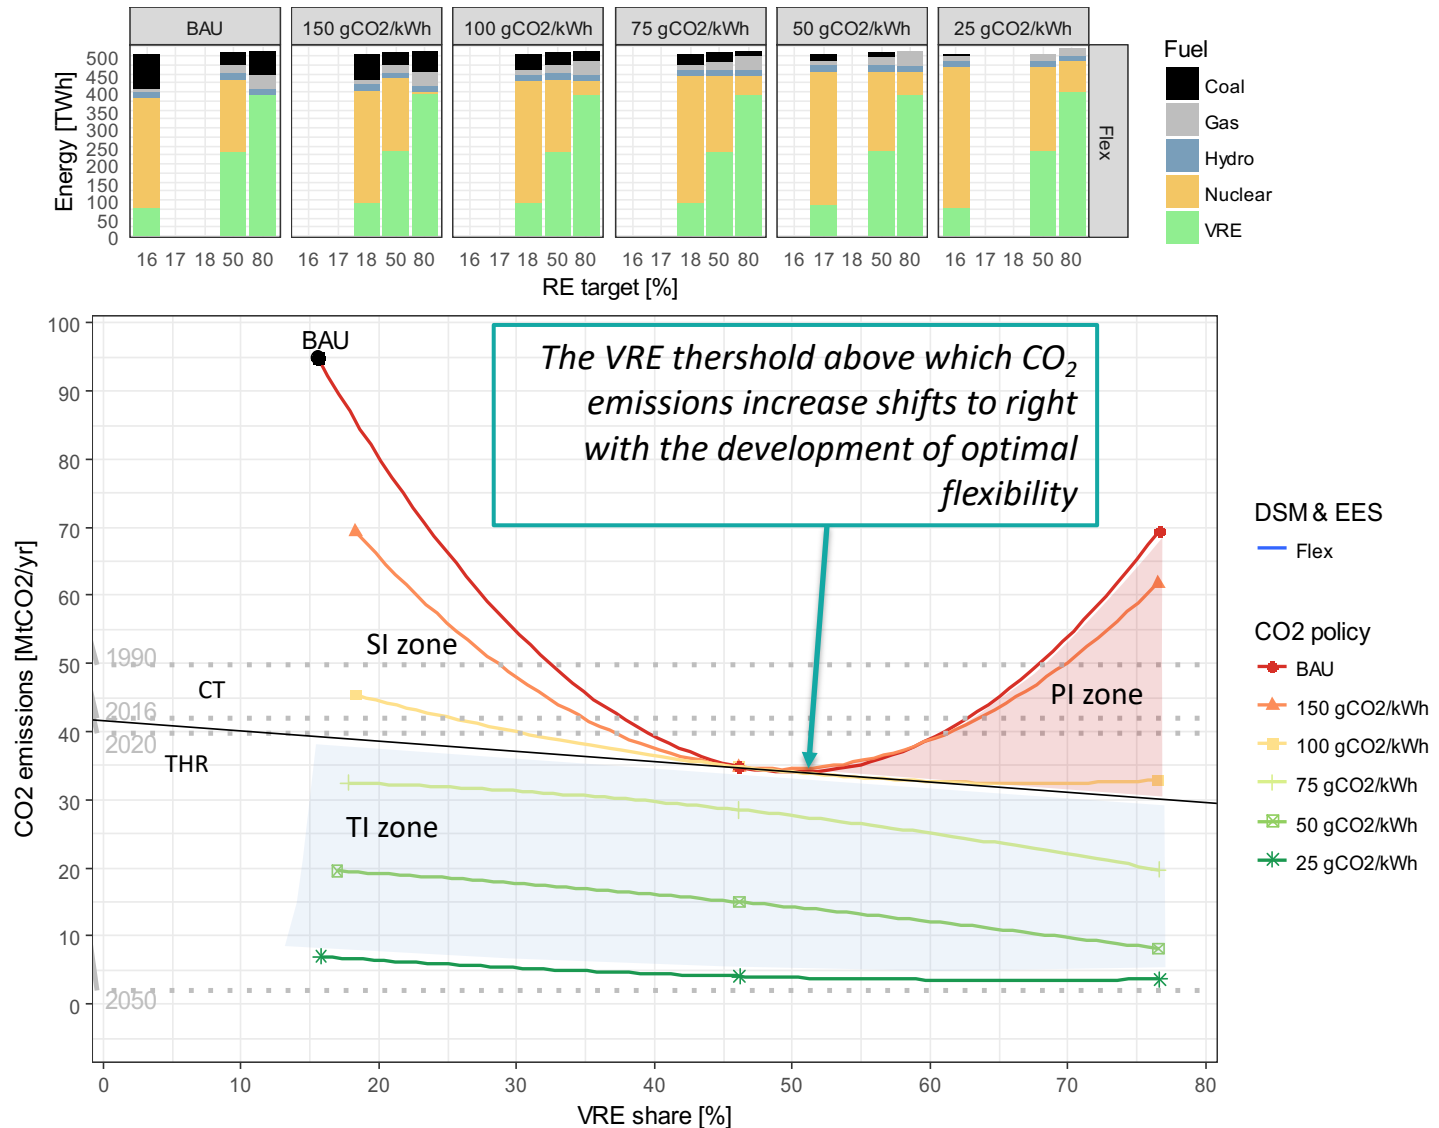 BAU
150 gCO2/kWh
100 gCO2/kWh
75 gCO2/kWh
50 gCO2/kWh
25 gCO2/kWh
Energy [TWh]
500
450
400
350
300
250
200
150
100
50
0
Flex
16 17 18 50 80
16 17 18 50 80
16 17 18 50 80
16 17 18 50 80
16 17 18 50 80
16 17 18 50 80
RE target [%]
Fuel
Coal
Gas
Hydro
Nuclear
VRE
CO2 emissions [MtCO2/yr]
100
90
80
70
60
50
40
30
20
10
0
BAU
The VRE thershold above which CO2
emissions increase shifts to right
with the development of optimal
flexibility
SI zone
1990
CT
2016
2020
THR
PI zone
TI zone
2050
0 10 20 30 40 50 60 70 80
VRE share [%]
DSM & EES
Flex
CO2 policy
BAU
150 gCO2/kWh
100 gCO2/kWh
75 gCO2/kWh
50 gCO2/kWh
25 gCO2/kWh